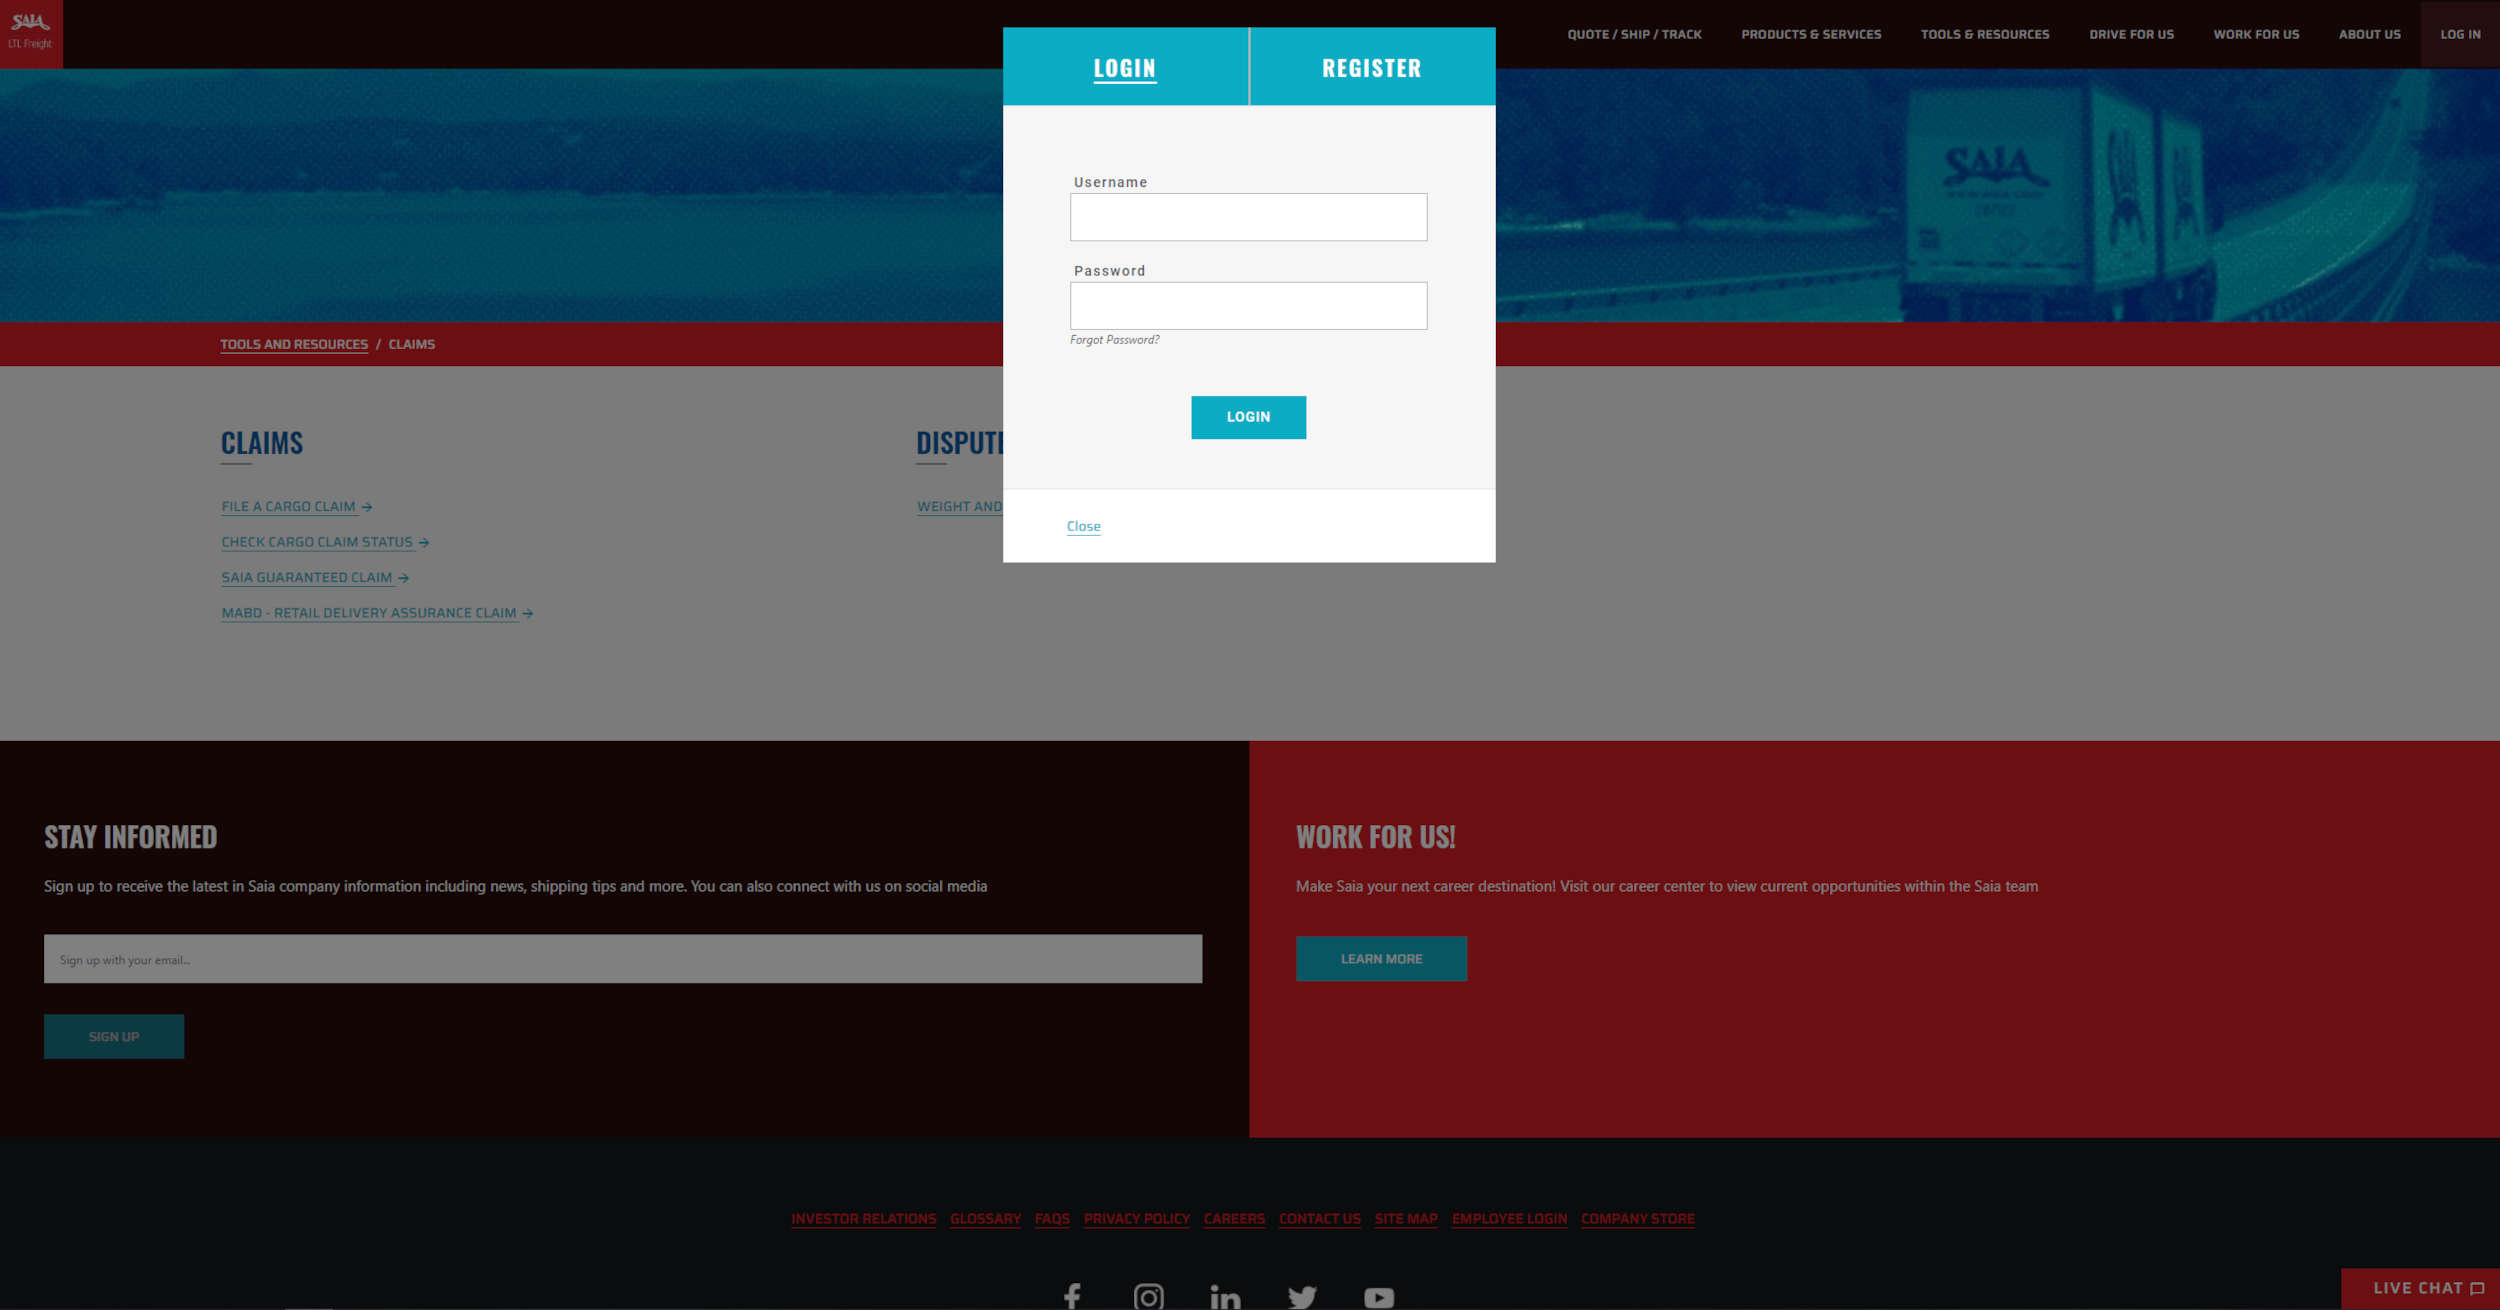 SAIA
LTL Freight
QUOTE / SHIP / TRACK
PRODUCTS & SERVICES
TOOLS & RESOURCES
DRIVE FOR US
WORK FOR US
ABOUT US
LOG IN
LOGIN
REGISTER
Username
Password
Forgot Password?
LOGIN
Close
SAIA
TOOLS AND RESOURCES / CLAIMS
CLAIMS
FILE A CARGO CLAIM →
CHECK CARGO CLAIM STATUS →
SAIA GUARANTEED CLAIM →
MABD - RETAIL DELIVERY ASSURANCE CLAIM →
DISPUTE
WEIGHT AND
STAY INFORMED
Sign up to receive the latest in Saia company information including news, shipping tips and more. You can also connect with us on social media
Sign up with your email...
SIGN UP
WORK FOR US!
Make Saia your next career destination! Visit our career center to view current opportunities within the Saia team
LEARN MORE
INVESTOR RELATIONS GLOSSARY FAQS PRIVACY POLICY CAREERS CONTACT US SITE MAP EMPLOYEE LOGIN COMPANY STORE
LIVE CHAT